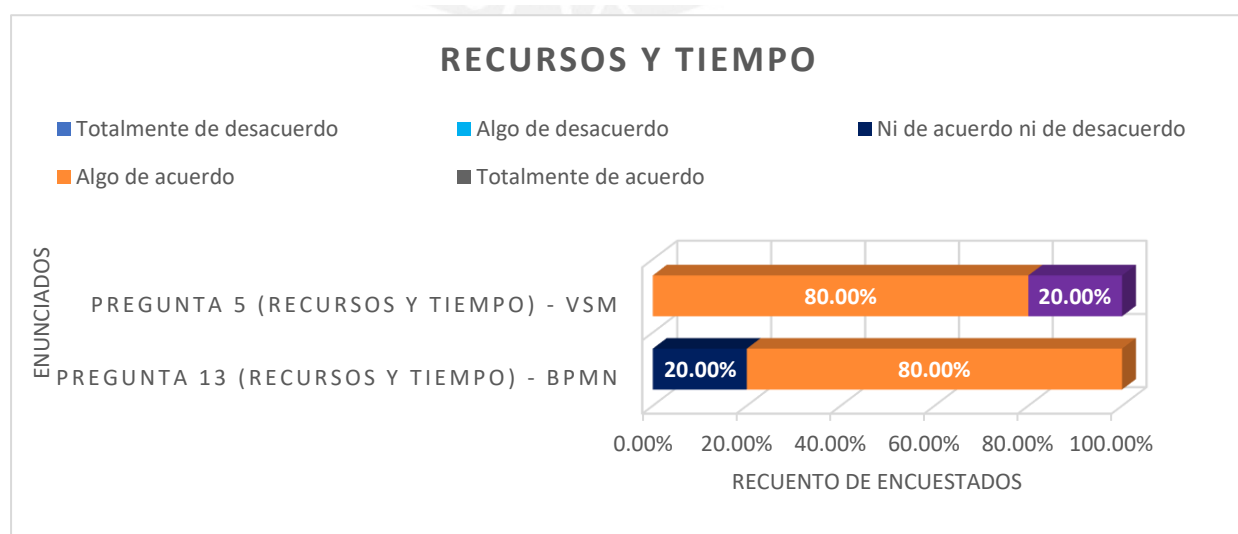 RECURSOS Y TIEMPO
Totalmente de desacuerdo
Algo de desacuerdo
Ni de acuerdo ni de desacuerdo
Algo de acuerdo
Totalmente de acuerdo
ENUNCIADOS
PREGUNTA 5 (RECURSOS Y TIEMPO) - VSM
80.00%
20.00%
PREGUNTA 13 (RECURSOS Y TIEMPO) - BPMN
20.00%
80.00%
0.00%
20.00%
40.00%
60.00%
80.00%
100.00%
RECUENTO DE ENCUESTADOS